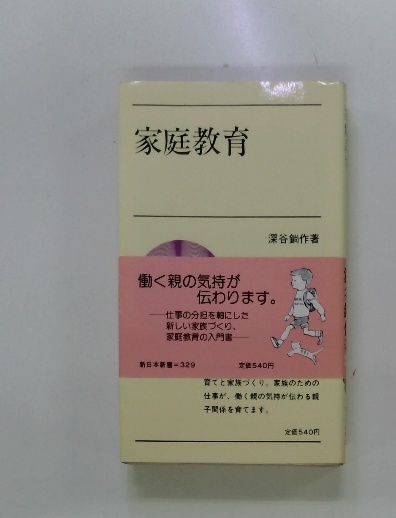 家庭教育
深谷鋿作著
働く親の気持が
伝わります。
──仕事の分担を軸にした
新しい家族づくり、
家庭教育の入門書──
新日本新書=329
定価540円
育てと家族づくり。家族のための
仕事が、働く親の気持が伝わる親
子関係を育てます。
定価540円